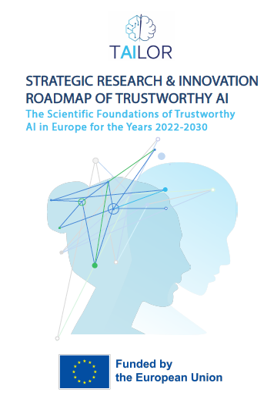 TAILOR
STRATEGIC RESEARCH & INNOVATION
ROADMAP OF TRUSTWORTHY AI
The Scientific Foundations of Trustworthy
AI in Europe for the Years 2022-2030
Funded by
the European Union